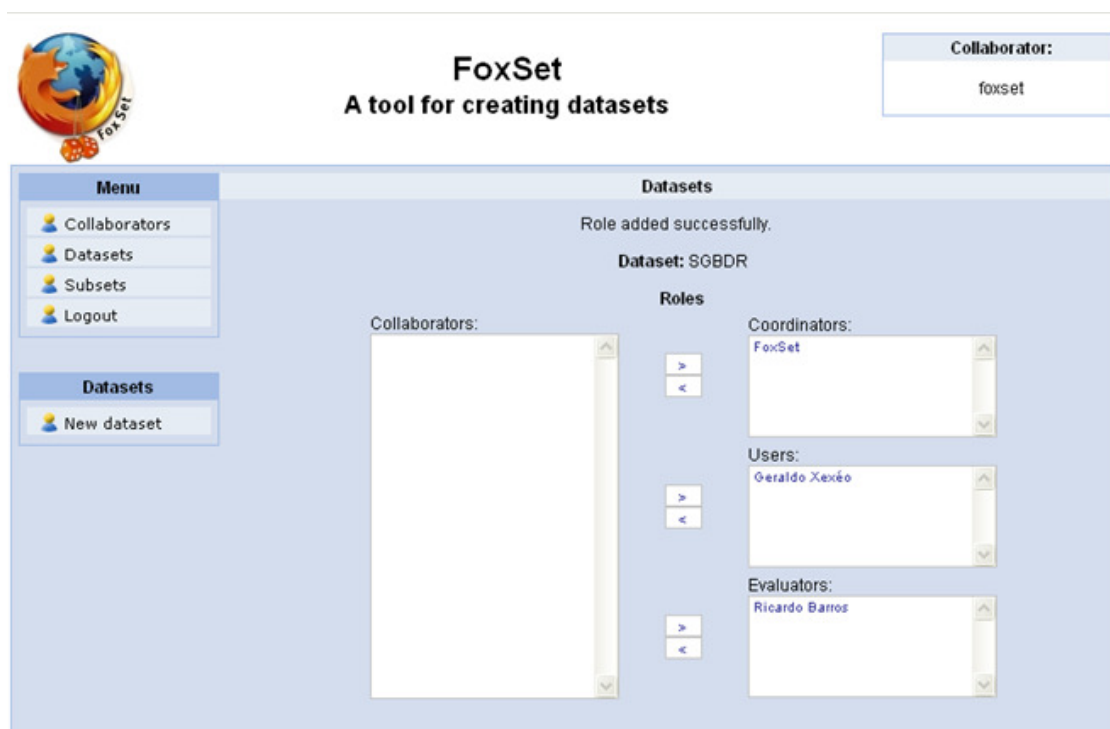 FoxSet
FoxSet
A tool for creating datasets
Collaborator:
foxset
Menu
Collaborators
Datasets
Subsets
Logout
Datasets
New dataset
Datasets
Role added successfully.
Dataset: SGBDR
Roles
Collaborators:
>
<
Coordinators:
FoxSet
>
<
Users:
Geraldo Xexéo
>
<
Evaluators:
Ricardo Barros